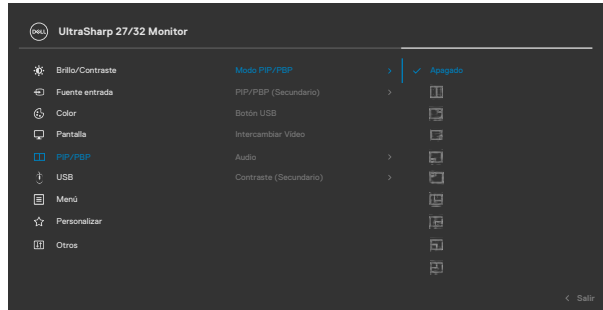 DELL
UltraSharp 27/32 Monitor
Brillo/Contraste
Modo PIP/PBP
Apagado
Fuente entrada
PIP/PBP (Secundario)
Color
Botón USB
Pantalla
Intercambiar Vídeo
PIP/PBP
Audio
USB
Contraste (Secundario)
Menú
Personalizar
Otros
Salir